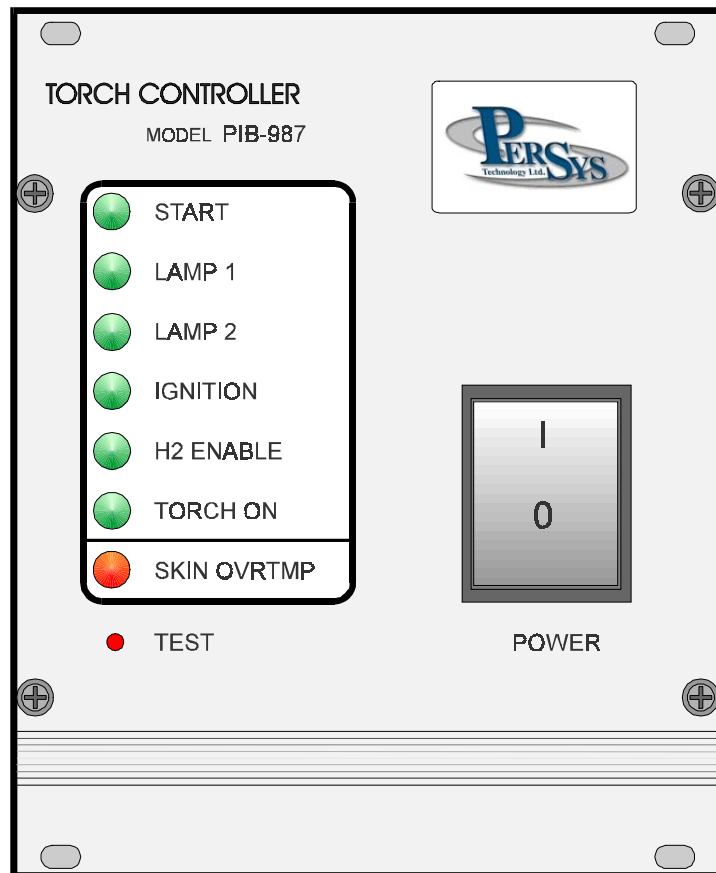 TORCH CONTROLLER
MODEL PIB-987
PERSYS
Technology Ltd.
START
LAMP 1
LAMP 2
IGNITION
H2 ENABLE
TORCH ON
SKIN OVRTMP
TEST
I
0
POWER